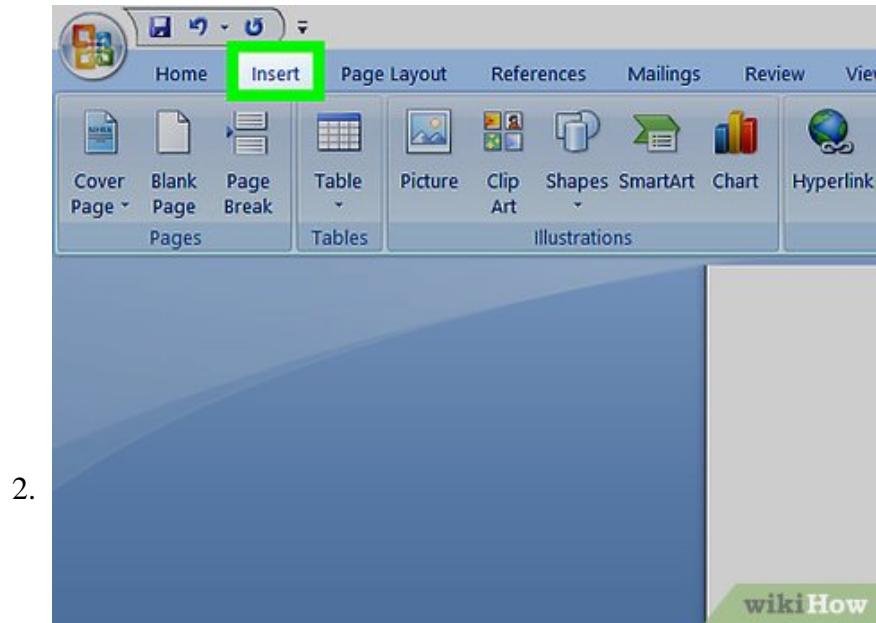 Home Insert Page Layout References Mailings Review View
Cover Page Blank Page Page Break Table Picture Clip Art Shapes SmartArt Chart Hyperlink
Pages Tables Illustrations
2.
wikiHow